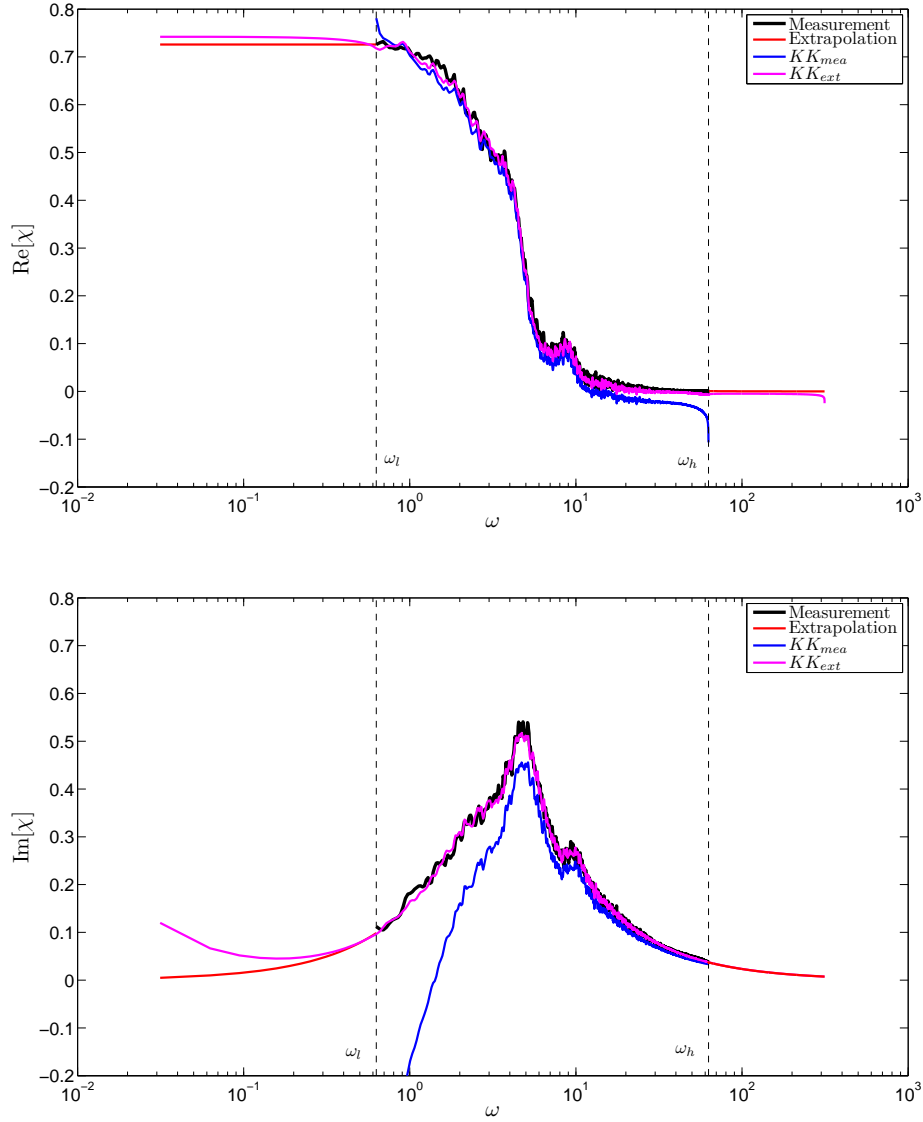 0.8
0.7
0.6
0.5
0.4
0.3
0.2
0.1
0
−0.1
−0.2
Re[χ]
Measurement
Extrapolation
KK_mea
KK_ext
ω_l
ω_h
10^−2 10^−1 10^0 10^1 10^2 10^3
ω
0.8
0.7
0.6
0.5
0.4
0.3
0.2
0.1
0
−0.1
−0.2
Im[χ]
Measurement
Extrapolation
KK_mea
KK_ext
ω_l
ω_h
10^−2 10^−1 10^0 10^1 10^2 10^3
ω